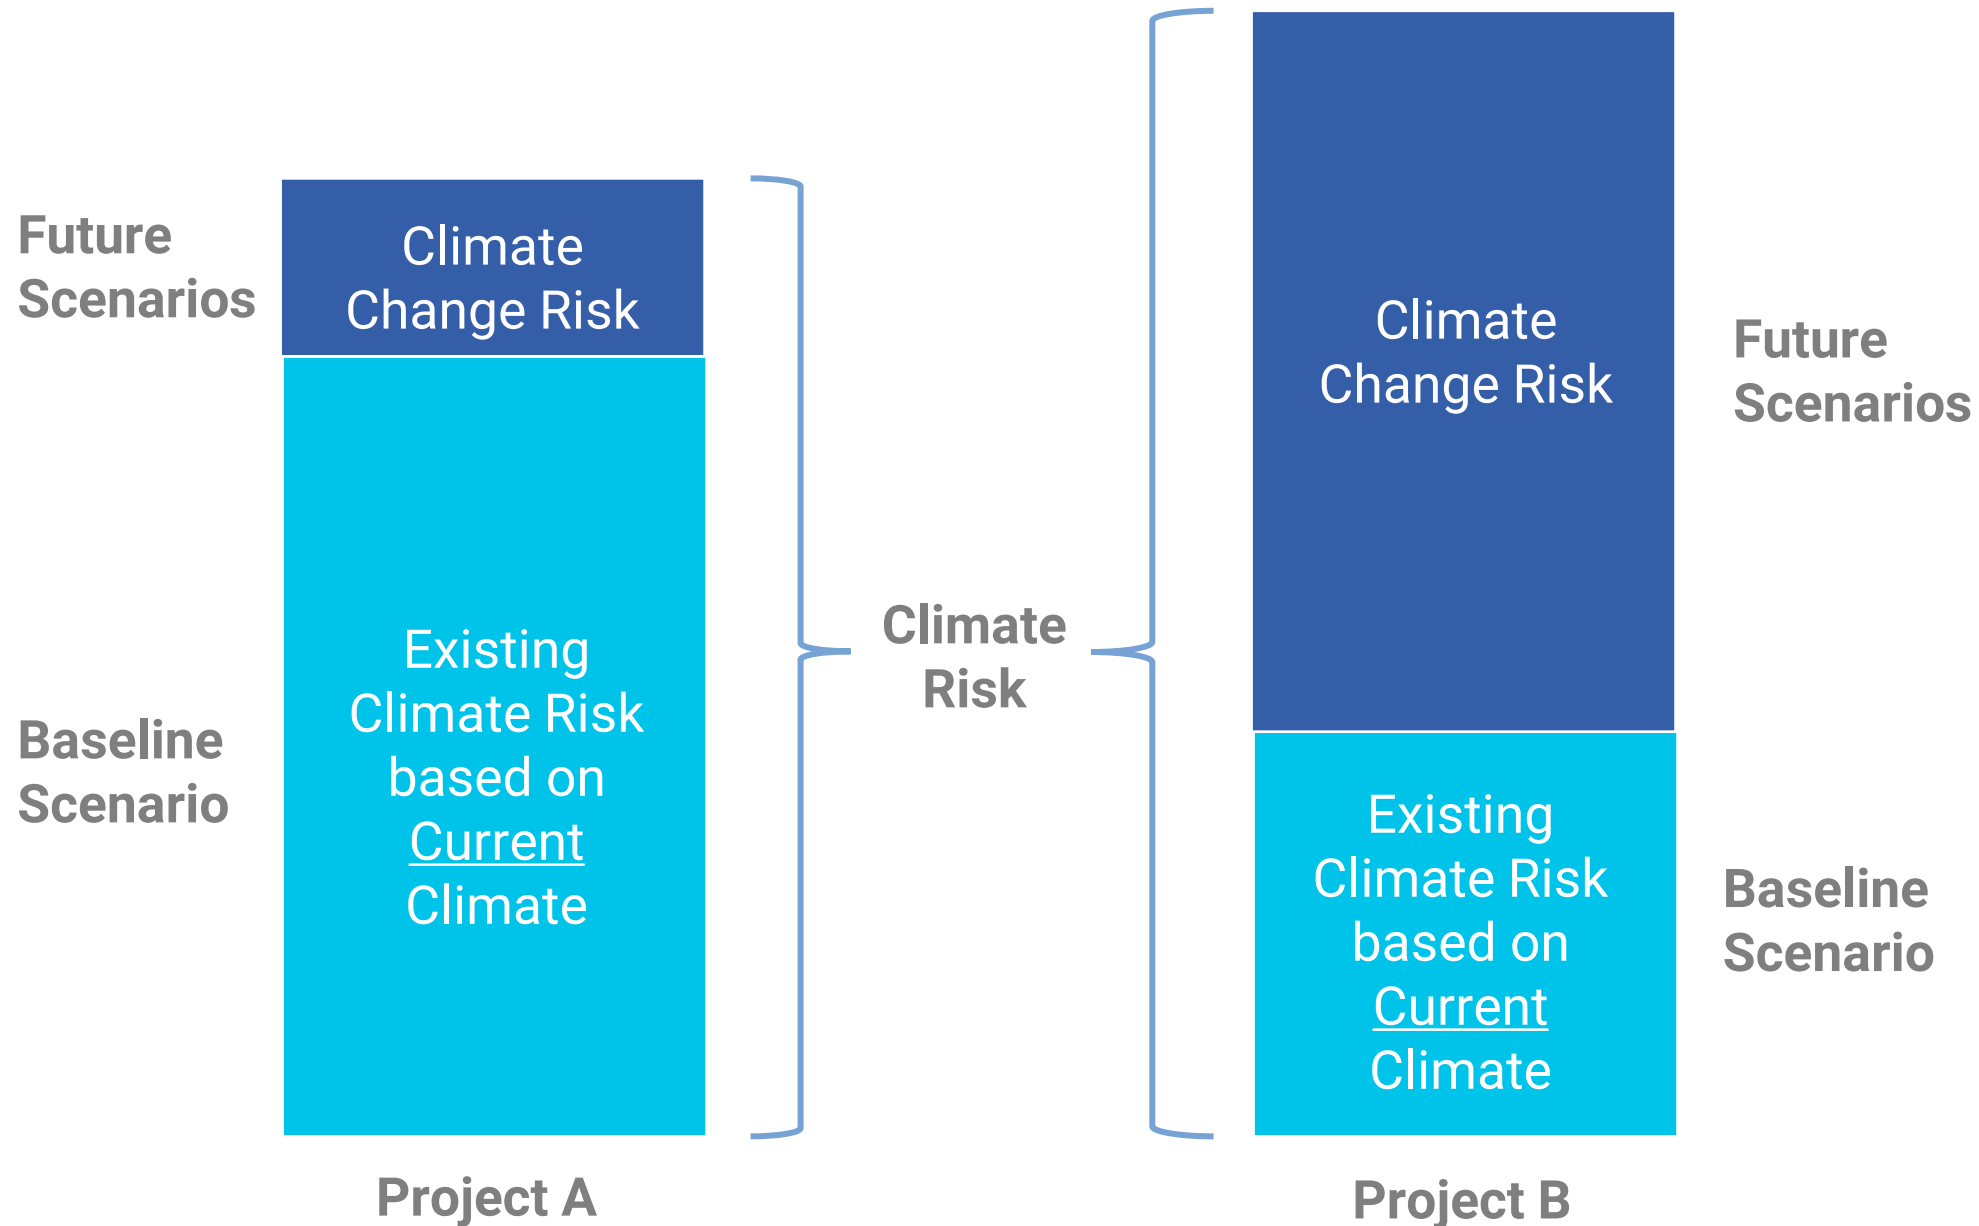 Future
Scenarios
Climate
Change Risk
Baseline
Scenario
Existing
Climate Risk
based on
Current
Climate
Project A
Climate
Risk
Climate
Change Risk
Future
Scenarios
Existing
Climate Risk
based on
Current
Climate
Baseline
Scenario
Project B